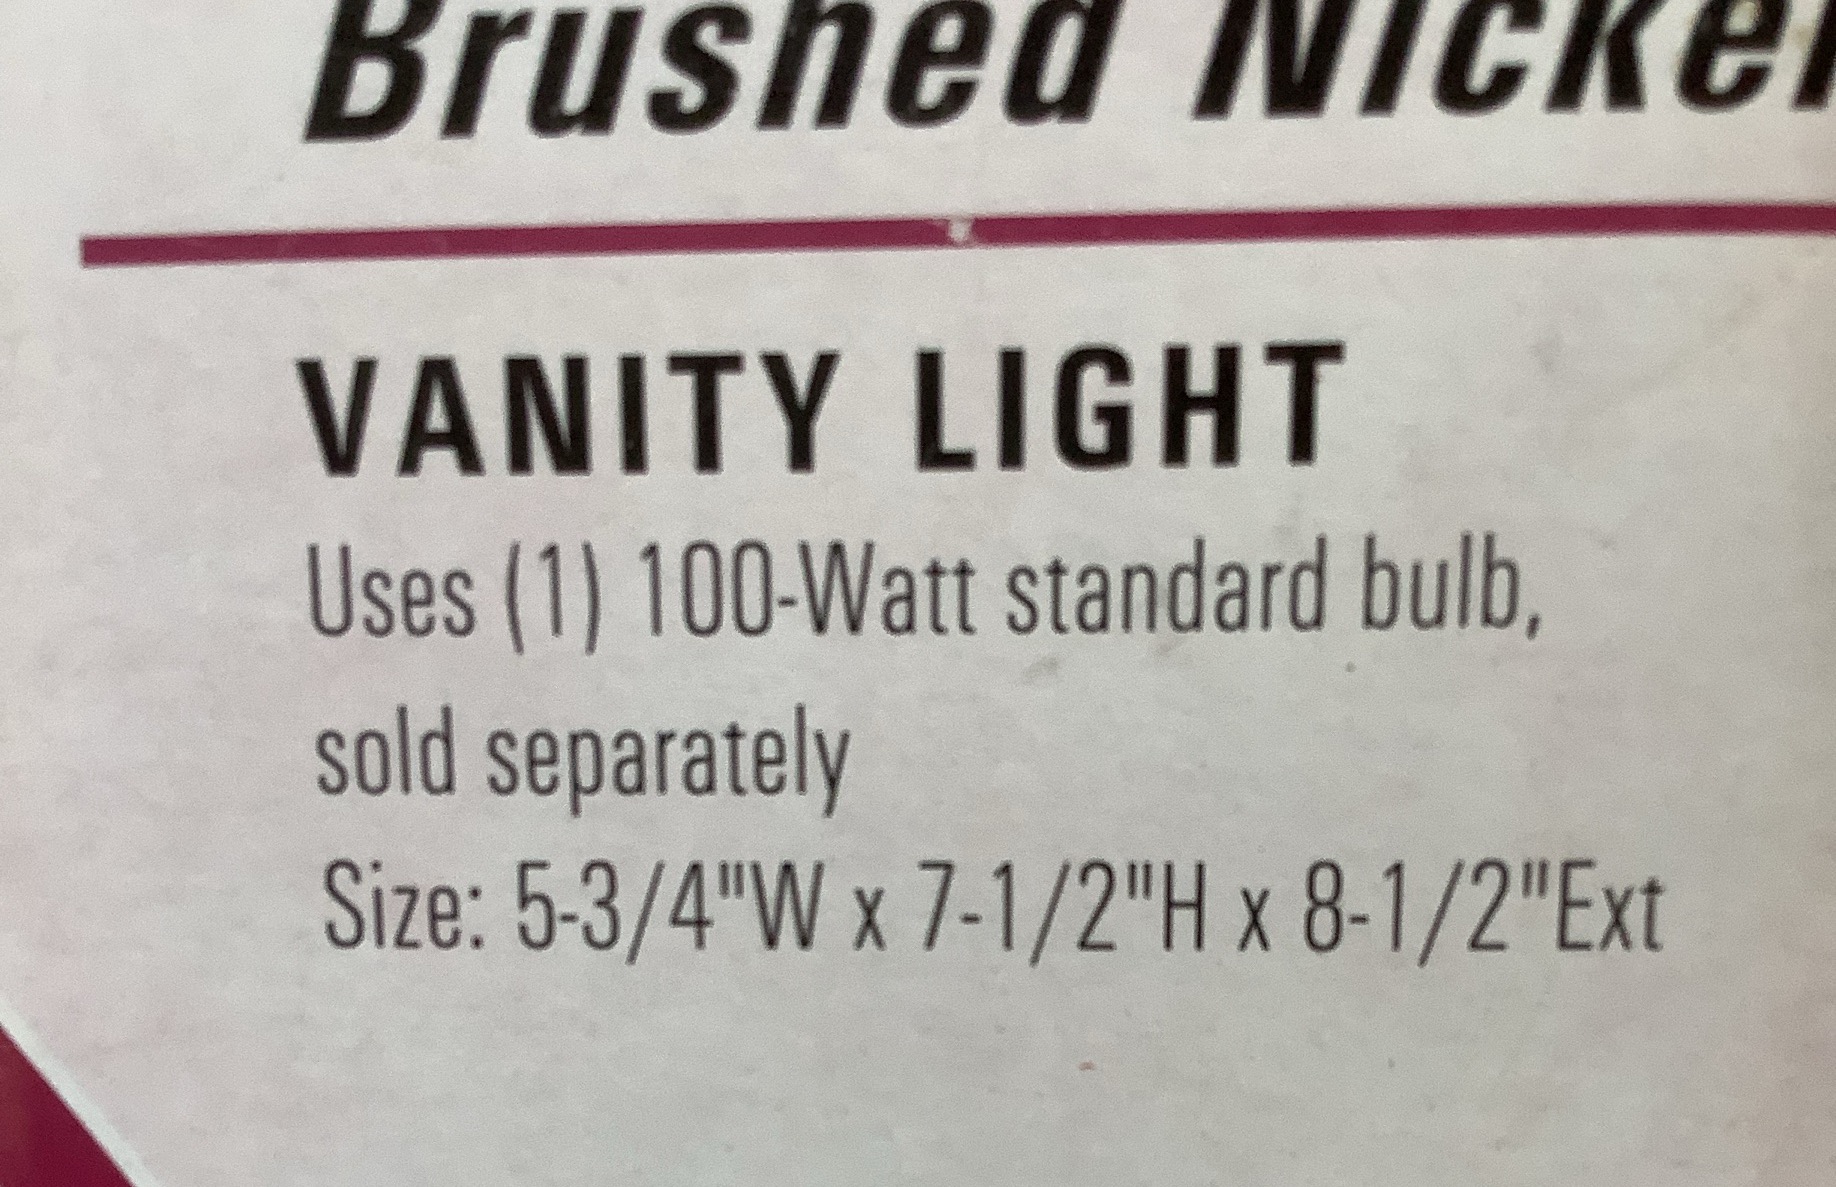 Brushed Nickel
VANITY LIGHT
Uses (1) 100-Watt standard bulb,
sold separately
Size: 5-3/4"W x 7-1/2"H x 8-1/2"Ext